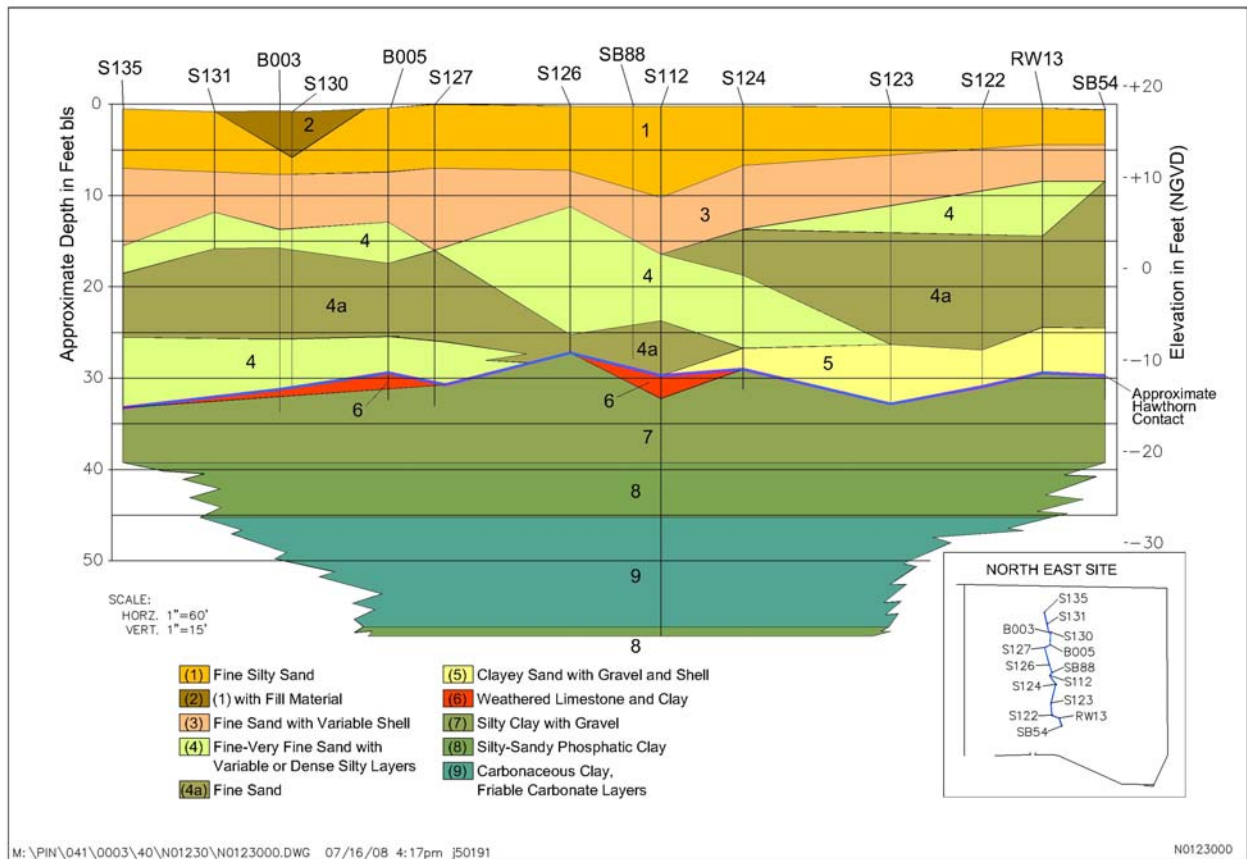 S135
S131
B003
S130
B005
S127
S126
SB88
S112
S124
S123
S122
RW13
SB54
Approximate Depth in Feet bls
0
10
20
30
40
50
+20
+10
0
-10
-20
-30
Elevation in Feet (NGVD)
2
1
3
4
4
4
4a
4a
4
4a
5
6
6
7
8
9
8
Approximate
Hawthorn
Contact
SCALE:
HORZ. 1"=60'
VERT. 1"=15'
(1) Fine Silty Sand
(2) (1) with Fill Material
(3) Fine Sand with Variable Shell
(4) Fine-Very Fine Sand with
Variable or Dense Silty Layers
(4a) Fine Sand
(5) Clayey Sand with Gravel and Shell
(6) Weathered Limestone and Clay
(7) Silty Clay with Gravel
(8) Silty-Sandy Phosphatic Clay
(9) Carbonaceous Clay,
Friable Carbonate Layers
NORTH EAST SITE
S135
S131
B003
S130
S127
B005
S126
SB88
S112
S124
S123
S122
RW13
SB54
M: \PIN\041\0003\40\N01230\N0123000.DWG 07/16/08 4:17pm j50191
N0123000